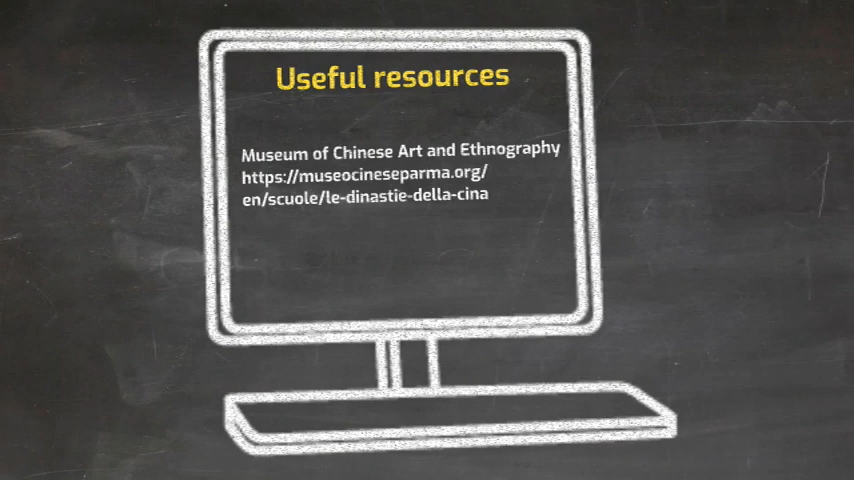 Useful resources
Museum of Chinese Art and Ethnography
https://museocineseparma.org/
en/scuole/le-dinastie-della-cina